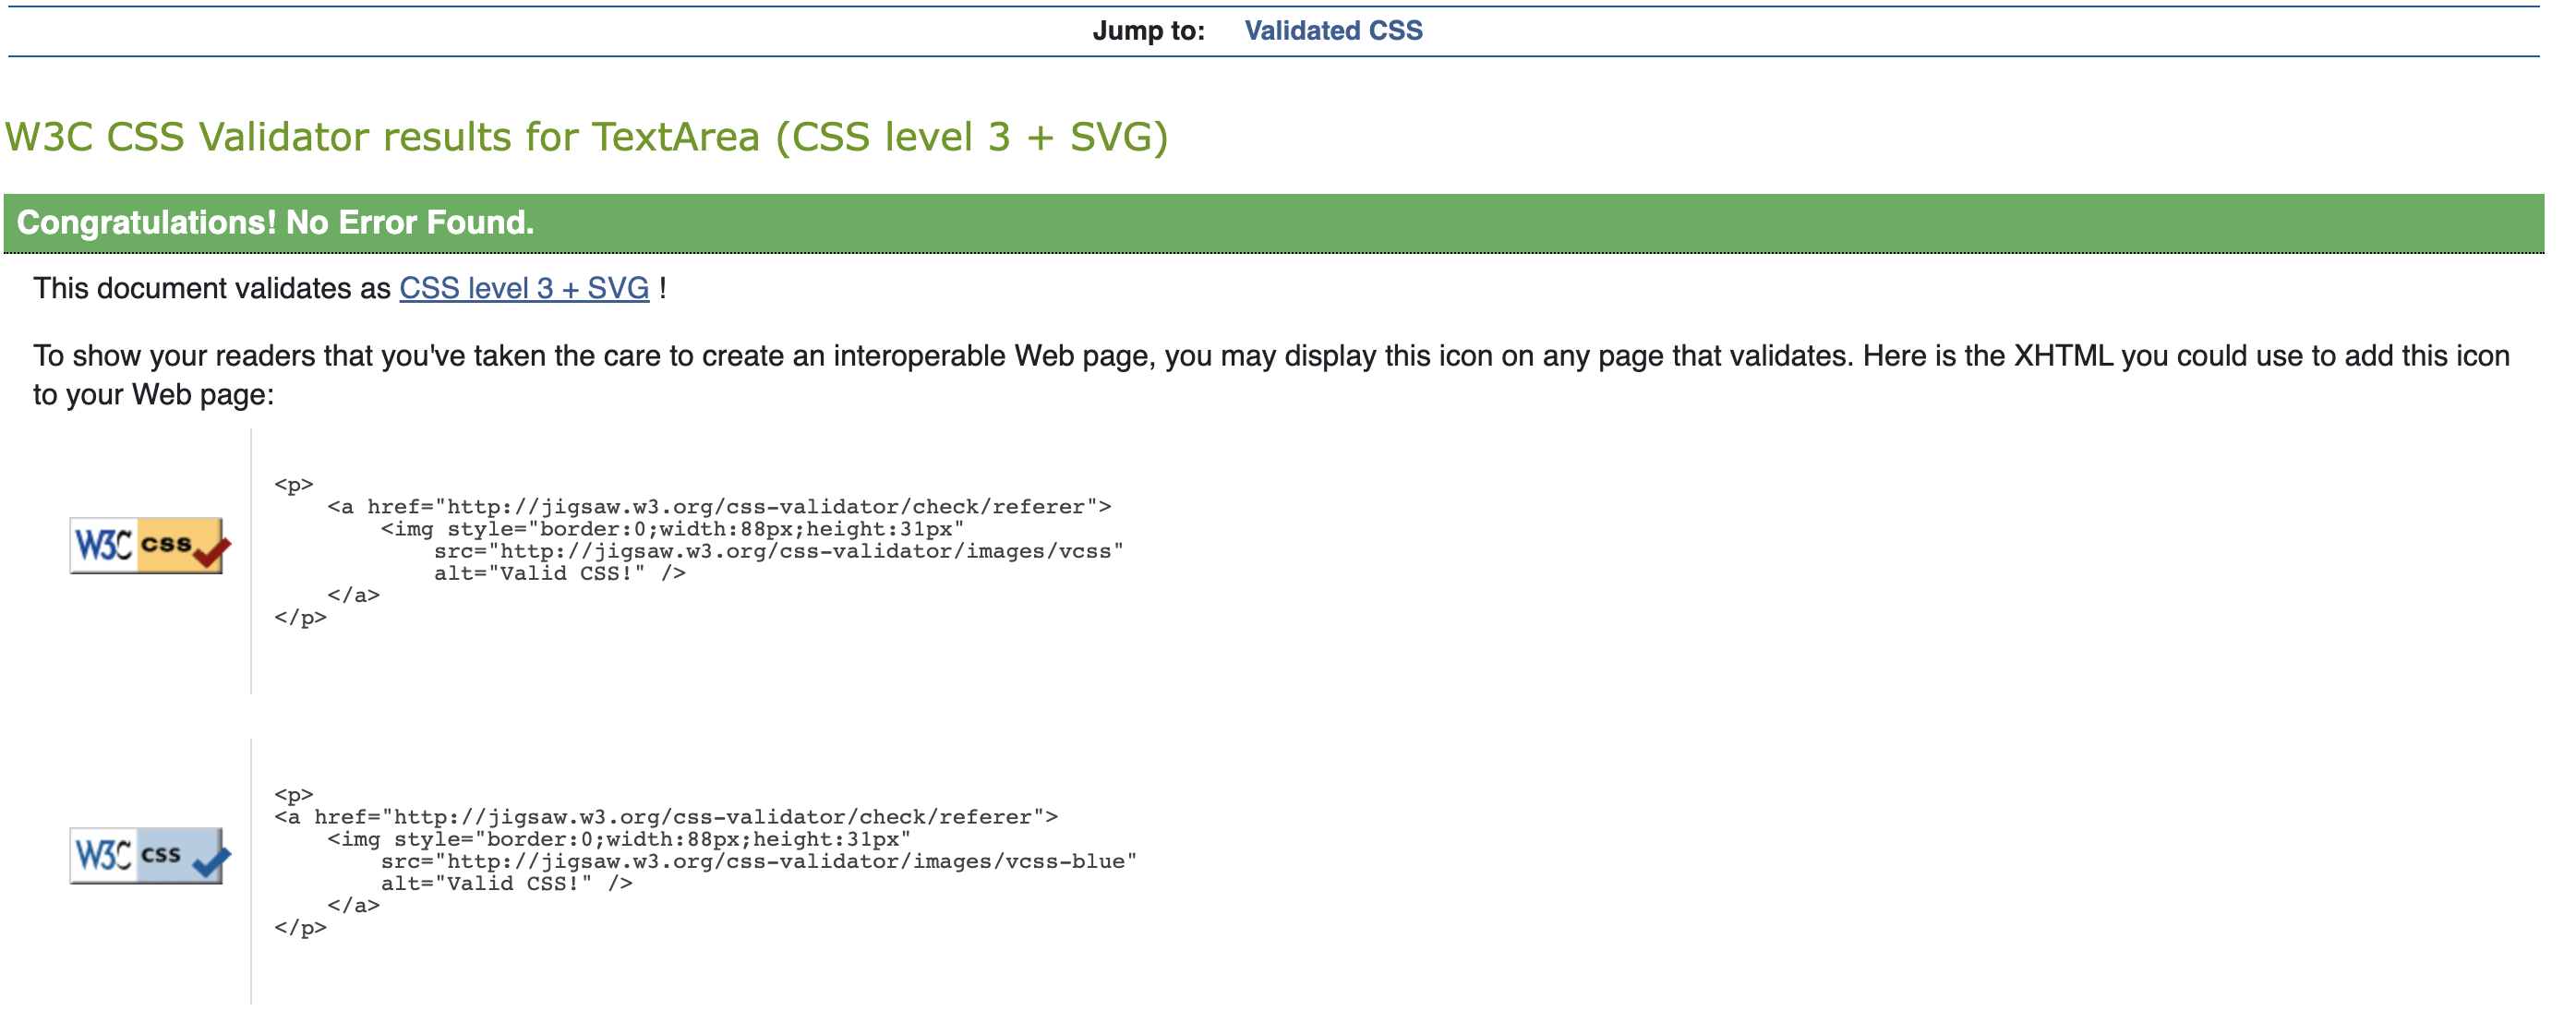 Jump to: Validated CSS
W3C CSS Validator results for TextArea (CSS level 3 + SVG)
Congratulations! No Error Found.
This document validates as CSS level 3 + SVG !
To show your readers that you've taken the care to create an interoperable Web page, you may display this icon on any page that validates. Here is the XHTML you could use to add this icon
to your Web page:
W3C css
<p>
    <a href="http://jigsaw.w3.org/css-validator/check/referer">
        <img style="border:0;width:88px;height:31px"
            src="http://jigsaw.w3.org/css-validator/images/vcss"
            alt="Valid CSS!" />
    </a>
</p>
W3C css
<p>
<a href="http://jigsaw.w3.org/css-validator/check/referer">
    <img style="border:0;width:88px;height:31px"
        src="http://jigsaw.w3.org/css-validator/images/vcss-blue"
        alt="Valid CSS!" />
    </a>
</p>